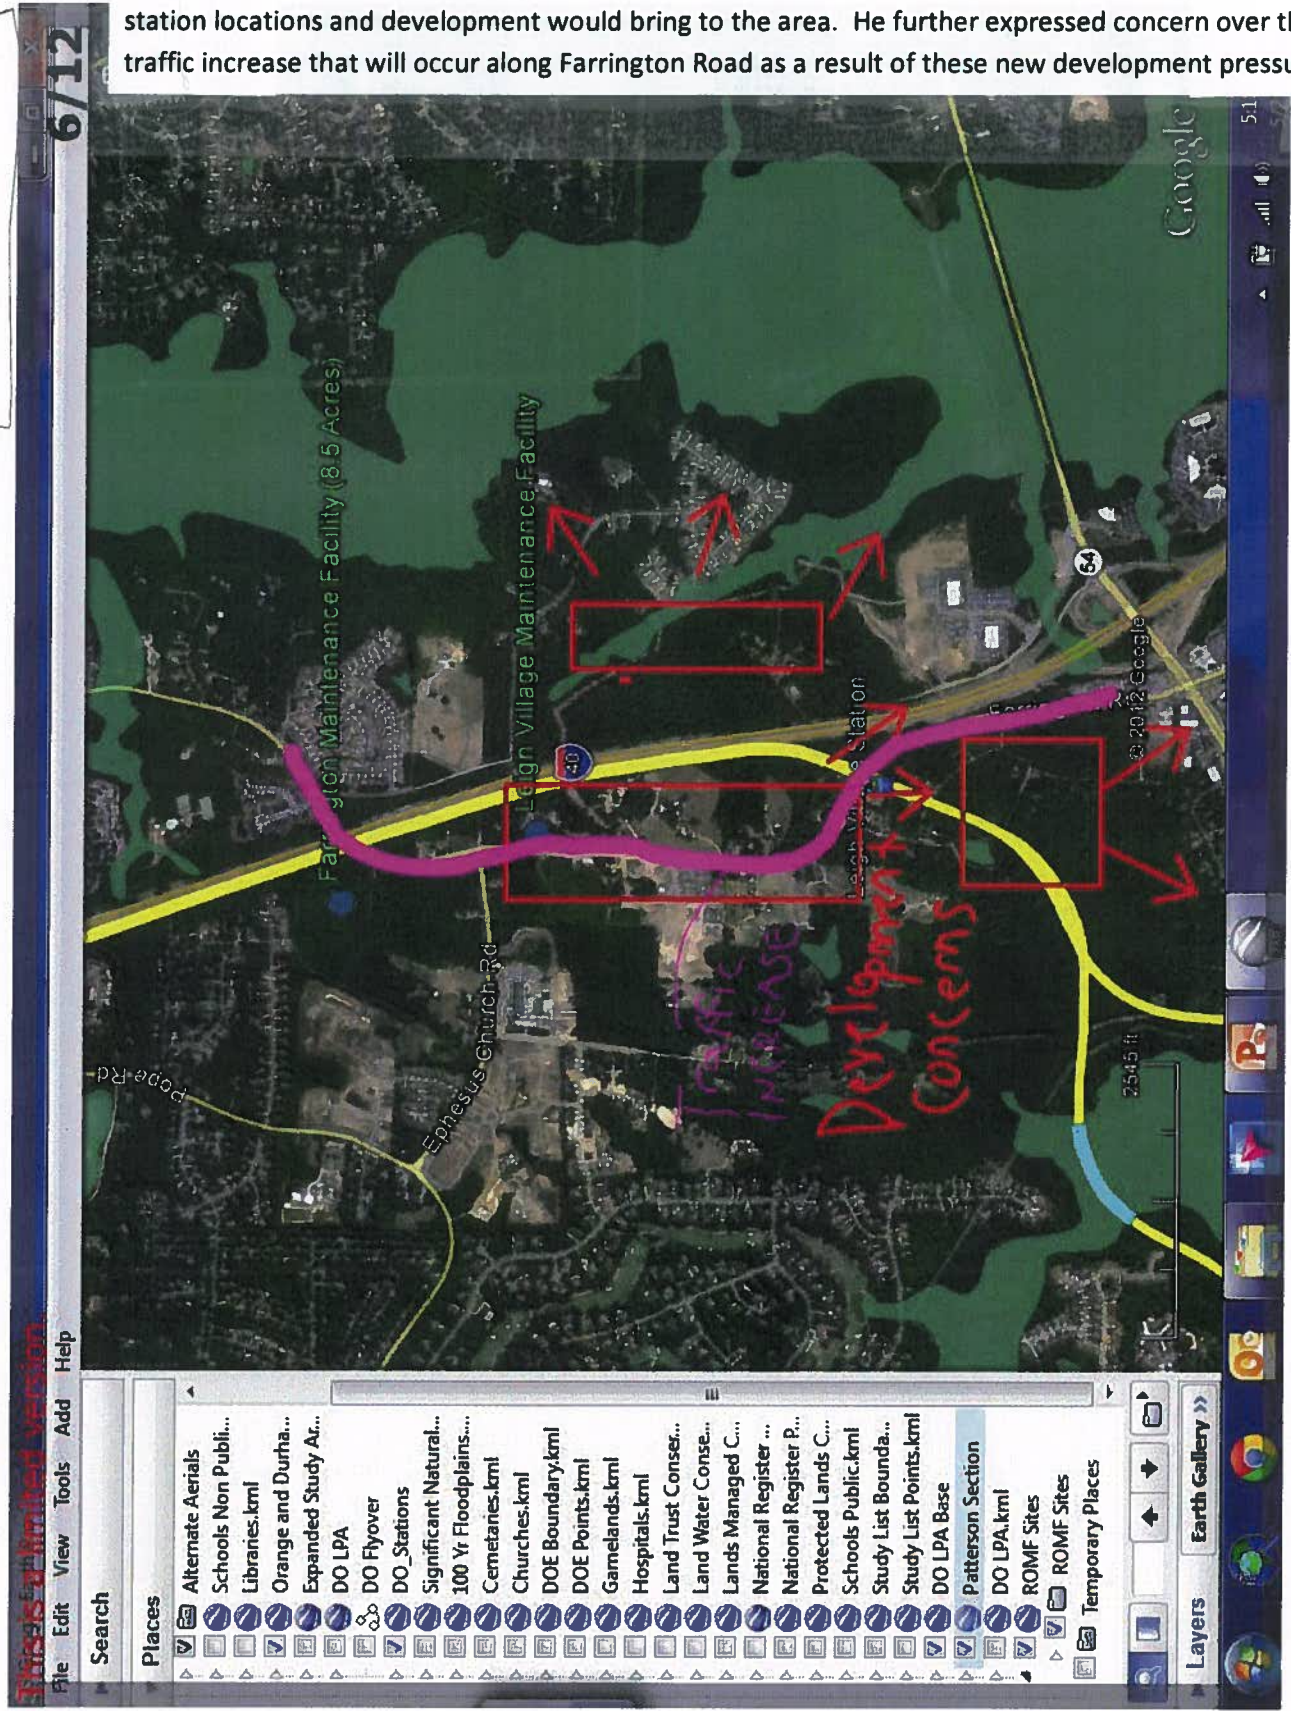 station locations and development would bring to the area. He further expressed concern over
traffic increase that will occur along Farrington Road as a result of these new development
6/12
This is a limited version.
File Edit View Tools Add Help
Search
Places
Alternate Aerials
Schools Non Publi...
Libraries.kml
Orange and Durha...
Expanded Study Ar...
DO LPA
DO Flyover
DO_Stations
Significant Natural...
100 Yr Floodplains...
Cemetaries.kml
Churches.kml
DOE Boundary.kml
DOE Points.kml
Gamelands.kml
Hospitals.kml
Land Trust Conser...
Land Water Conse...
Lands Managed C...
National Register ...
National Register P...
Protected Lands C...
Schools Public.kml
Study List Bounda...
Study List Points.kml
DO LPA Base
Patterson Section
DO LPA.kml
ROMF Sites
ROMF Sites
Temporary Places
Layers
Earth Gallery >>
Pope Rd
Ephesus Church Rd
Farrington Maintenance Facility (8.5 Acres)
Leigh Village Maintenance Facility
40
Leigh Village Station
Traffic
INCREASE
Development
Concerns
54
© 2012 Google
2545 ft
Google
5:1